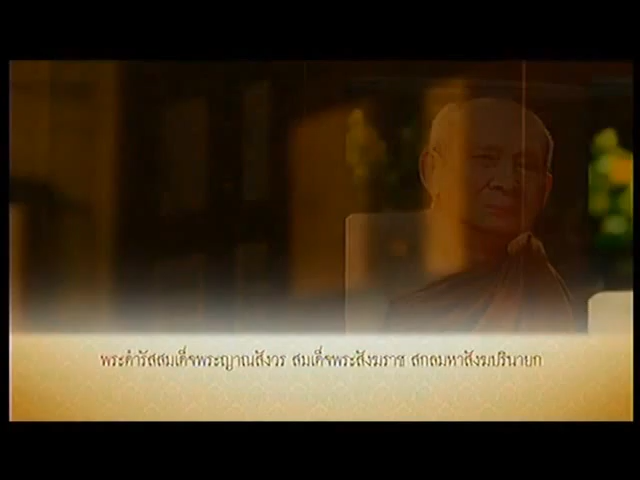 พระดำรัสสมเด็จพระญาณสังวร สมเด็จพระสังฆราช สกลมหาสังฆปรินายก